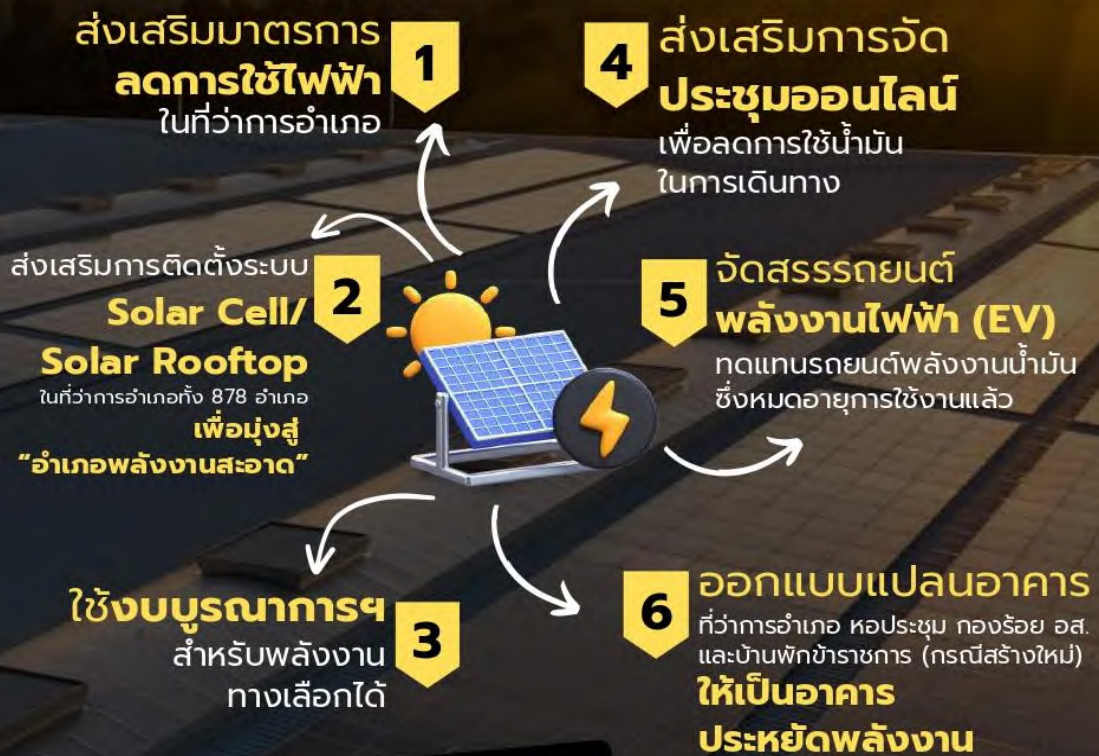 1
ส่งเสริมมาตรการ
ลดการใช้ไฟฟ้า
ในที่ว่าการอำเภอ
2
ส่งเสริมการติดตั้งระบบ
Solar Cell/
Solar Rooftop
ในที่ว่าการอำเภอทั้ง 878 อำเภอ
เพื่อมุ่งสู่
“อำเภอพลังงานสะอาด”
3
ใช้งบบูรณาการฯ
สำหรับพลังงาน
ทางเลือกได้
4
ส่งเสริมการจัด
ประชุมออนไลน์
เพื่อลดการใช้น้ำมัน
ในการเดินทาง
5
จัดสรรรถยนต์
พลังงานไฟฟ้า (EV)
ทดแทนรถยนต์พลังงานน้ำมัน
ซึ่งหมดอายุการใช้งานแล้ว
6
ออกแบบแปลนอาคาร
ที่ว่าการอำเภอ หอประชุม กองร้อย อส.
และบ้านพักข้าราชการ (กรณีสร้างใหม่)
ให้เป็นอาคาร
ประหยัดพลังงาน